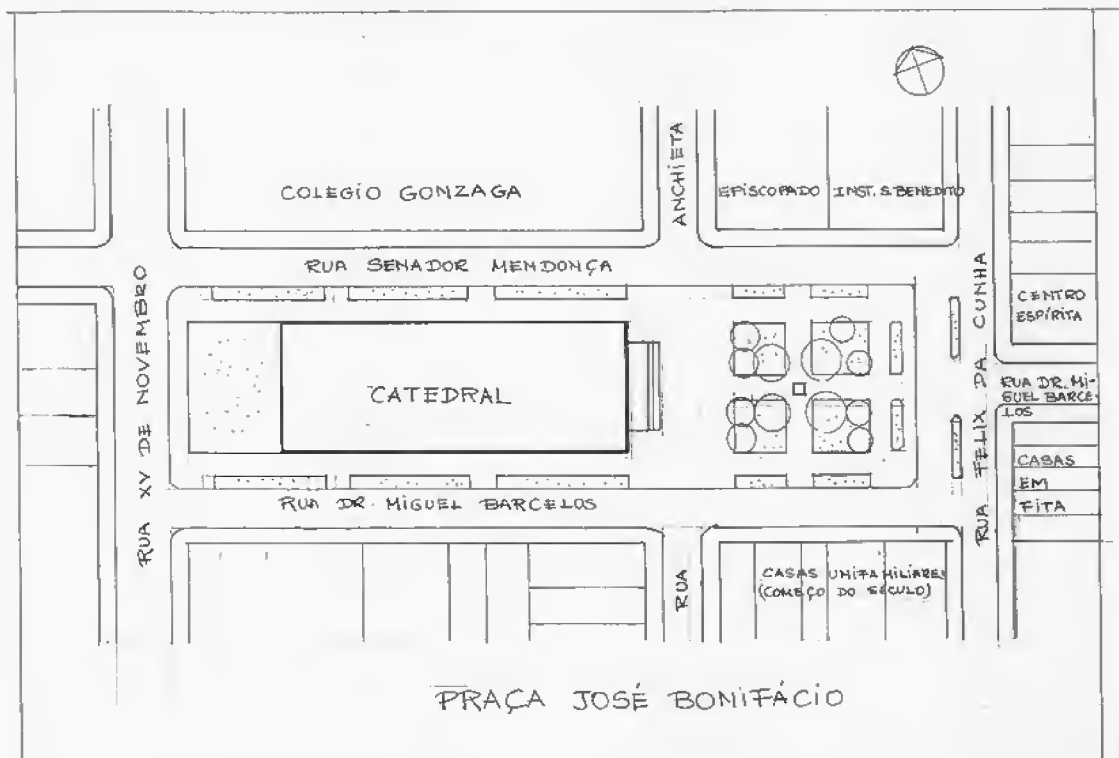 COLEGIO GONZAGA
ANCHIETA
EPISCOPADO
INST. S. BENEDITO
RUA SENADOR MENDONÇA
RUA XV DE NOVEMBRO
CATEDRAL
RUA FELIX DA CUNHA
CENTRO
ESPÍRITA
RUA DR. MI-
GUEL BARCE-
LOS
CASAS
EM
FITA
RUA DR. MIGUEL BARCELOS
RUA
CASAS UNIFAMILIARES
(COMEÇO DO SÉCULO)
PRAÇA JOSÉ BONIFÁCIO